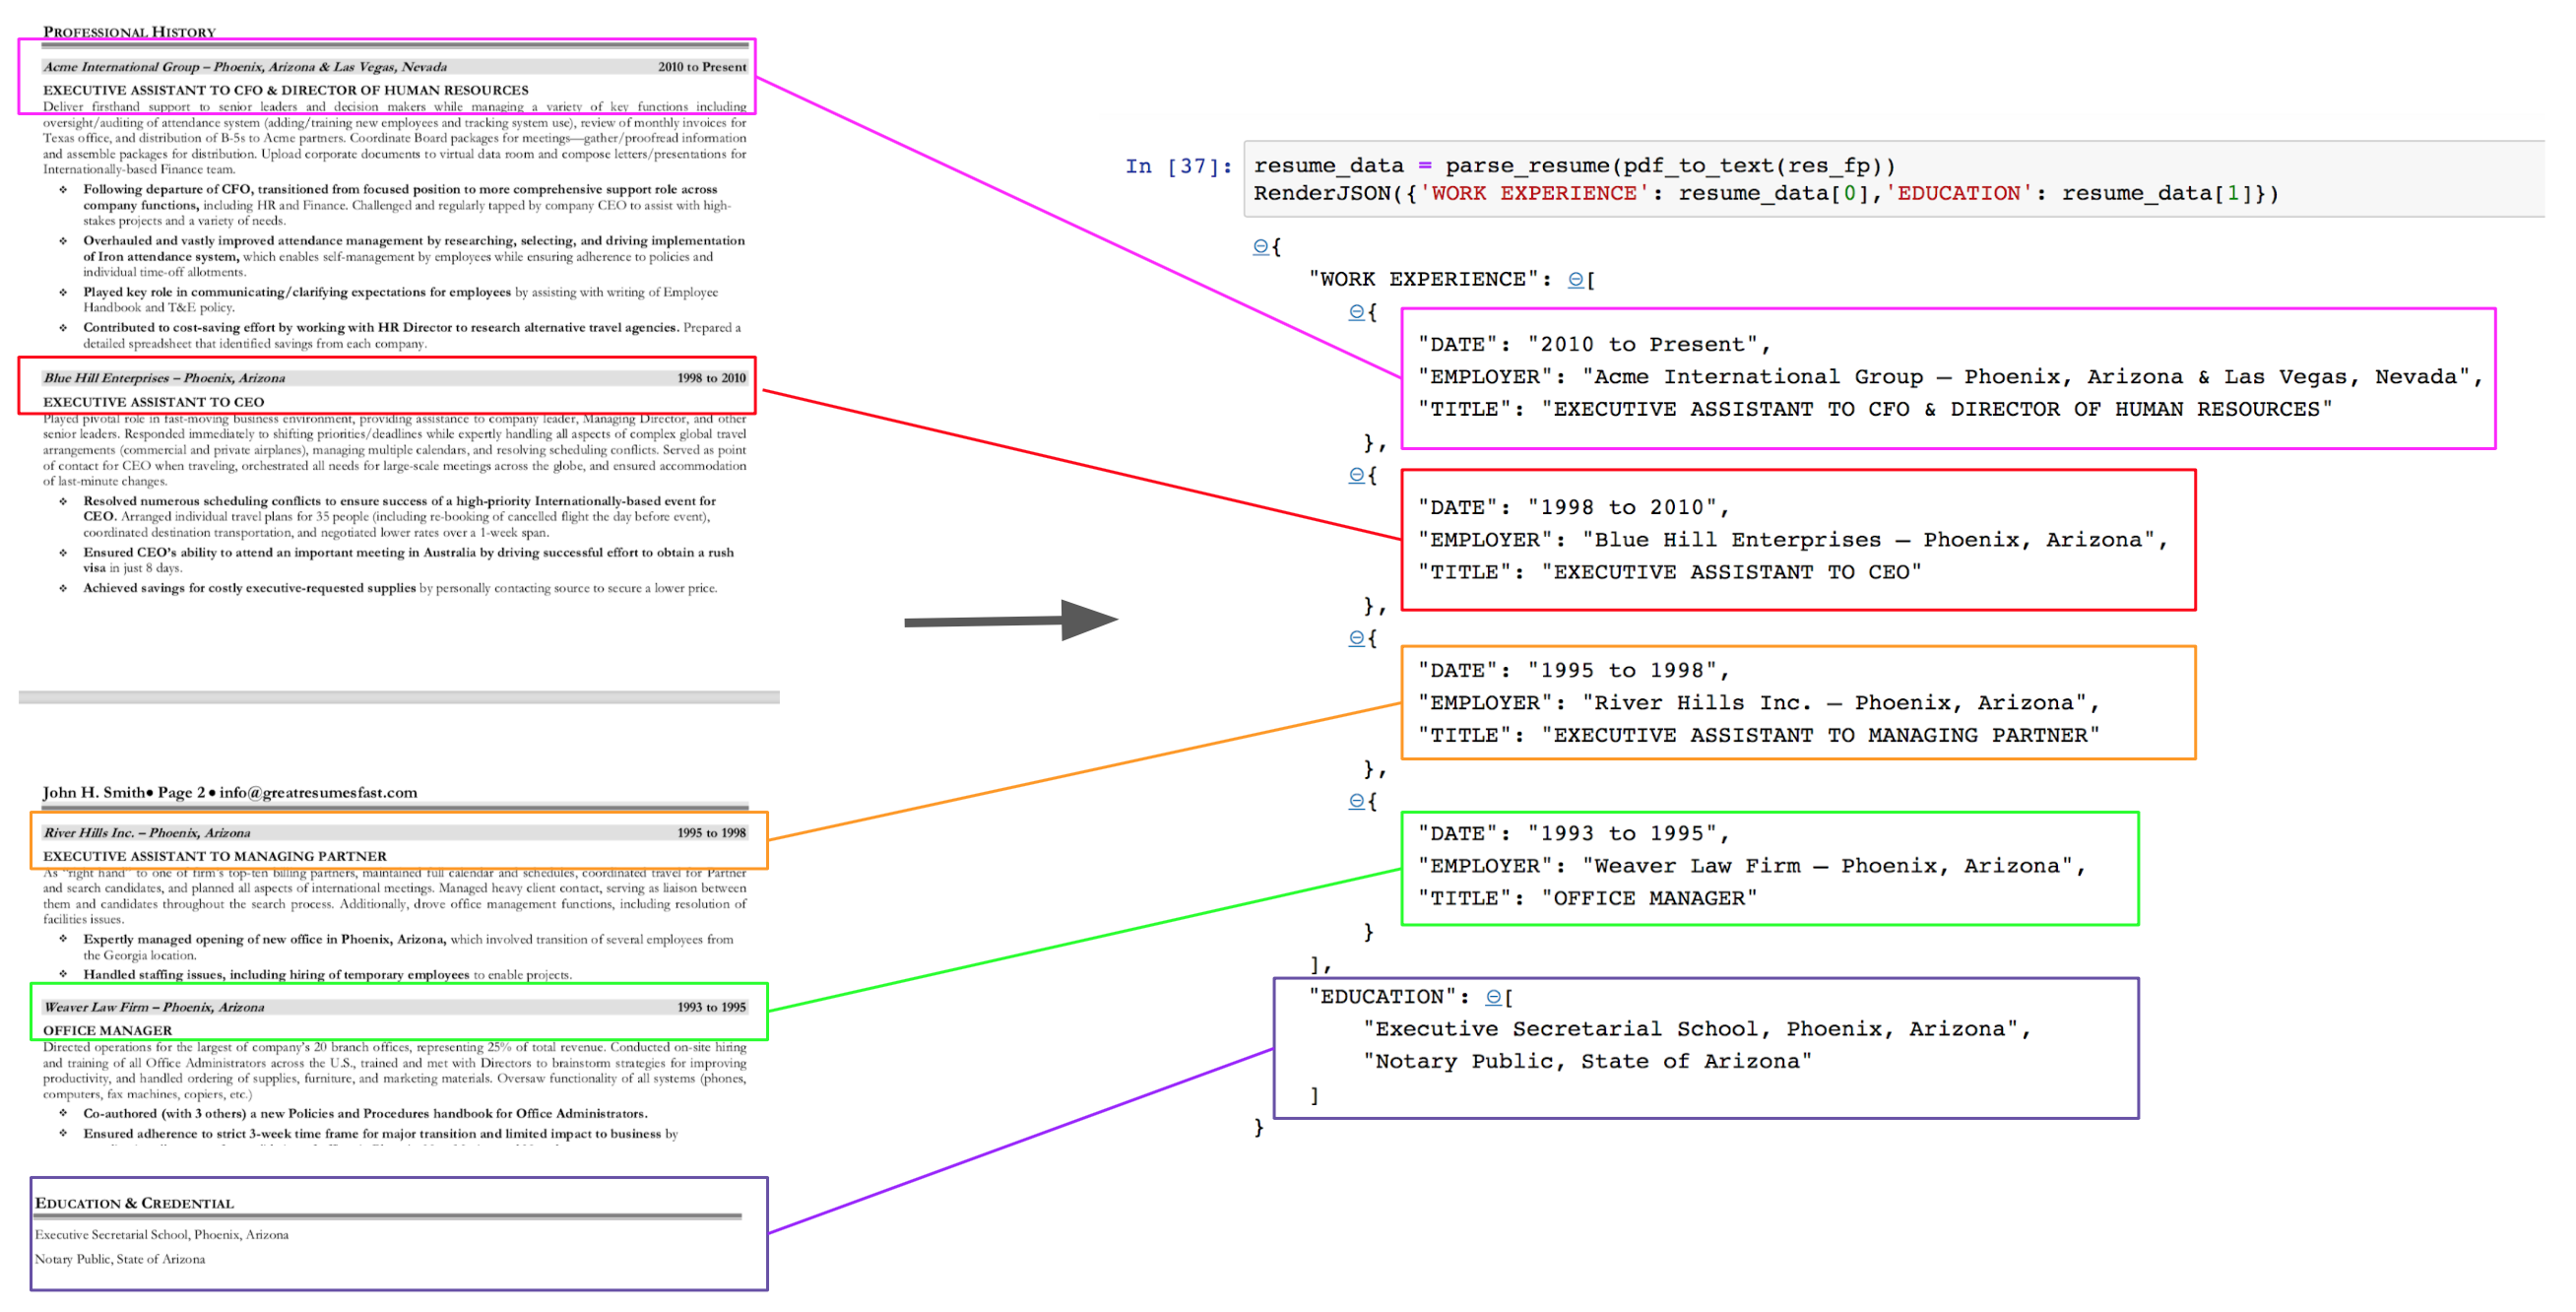 PROFESSIONAL HISTORY
Acme International Group – Phoenix, Arizona & Las Vegas, Nevada 2010 to Present
EXECUTIVE ASSISTANT TO CFO & DIRECTOR OF HUMAN RESOURCES
Deliver firsthand support to senior leaders and decision makers while managing a variety of key functions including
oversight/auditing of attendance system (adding/training new employees and tracking system use), review of monthly invoices for
Texas office, and distribution of B-5s to Acme partners. Coordinate Board packages for meetings—gather/proofread information
and assemble packages for distribution. Upload corporate documents to virtual data room and compose letters/presentations for
Internationally-based Finance team.
❖ Following departure of CFO, transitioned from focused position to more comprehensive support role across
company functions, including HR and Finance. Challenged and regularly tapped by company CEO to assist with high-
stakes projects and a variety of needs.
❖ Overhauled and vastly improved attendance management by researching, selecting, and driving implementation
of Iron attendance system, which enables self-management by employees while ensuring adherence to policies and
individual time-off allotments.
❖ Played key role in communicating/clarifying expectations for employees by assisting with writing of Employee
Handbook and T&E policy.
❖ Contributed to cost-saving effort by working with HR Director to research alternative travel agencies. Prepared a
detailed spreadsheet that identified savings from each company.
Blue Hill Enterprises – Phoenix, Arizona 1998 to 2010
EXECUTIVE ASSISTANT TO CEO
Played pivotal role in fast-moving business environment, providing assistance to company leader, Managing Director, and other
senior leaders. Responded immediately to shifting priorities/deadlines while expertly handling all aspects of complex global travel
arrangements (commercial and private airplanes), managing multiple calendars, and resolving scheduling conflicts. Served as point
of contact for CEO when traveling, orchestrated all needs for large-scale meetings across the globe, and ensured accommodation
of last-minute changes.
❖ Resolved numerous scheduling conflicts to ensure success of a high-priority Internationally-based event for
CEO. Arranged individual travel plans for 35 people (including re-booking of cancelled flight the day before event),
coordinated destination transportation, and negotiated lower rates over a 1-week span.
❖ Ensured CEO's ability to attend an important meeting in Australia by driving successful effort to obtain a rush
visa in just 8 days.
❖ Achieved savings for costly executive-requested supplies by personally contacting source to secure a lower price.
John H. Smith● Page 2 ● info@greatresumesfast.com
River Hills Inc. – Phoenix, Arizona 1995 to 1998
EXECUTIVE ASSISTANT TO MANAGING PARTNER
As "right hand" to one of firm's top-ten billing partners, maintained full calendar and schedules, coordinated travel for Partner
and search candidates, and planned all aspects of international meetings. Managed heavy client contact, serving as liaison between
them and candidates throughout the search process. Additionally, drove office management functions, including resolution of
facilities issues.
❖ Expertly managed opening of new office in Phoenix, Arizona, which involved transition of several employees from
the Georgia location.
❖ Handled staffing issues, including hiring of temporary employees to enable projects.
Weaver Law Firm – Phoenix, Arizona 1993 to 1995
OFFICE MANAGER
Directed operations for the largest of company's 20 branch offices, representing 25% of total revenue. Conducted on-site hiring
and training of all Office Administrators across the U.S., trained and met with Directors to brainstorm strategies for improving
productivity, and handled ordering of supplies, furniture, and marketing materials. Oversaw functionality of all systems (phones,
computers, fax machines, copiers, etc.)
❖ Co-authored (with 3 others) a new Policies and Procedures handbook for Office Administrators.
❖ Ensured adherence to strict 3-week time frame for major transition and limited impact to business by
EDUCATION & CREDENTIAL
Executive Secretarial School, Phoenix, Arizona
Notary Public, State of Arizona
In [37]: resume_data = parse_resume(pdf_to_text(res_fp))
RenderJSON({'WORK EXPERIENCE': resume_data[0],'EDUCATION': resume_data[1]})
⊖{
"WORK EXPERIENCE": ⊖[
⊖{
"DATE": "2010 to Present",
"EMPLOYER": "Acme International Group – Phoenix, Arizona & Las Vegas, Nevada",
"TITLE": "EXECUTIVE ASSISTANT TO CFO & DIRECTOR OF HUMAN RESOURCES"
},
⊖{
"DATE": "1998 to 2010",
"EMPLOYER": "Blue Hill Enterprises – Phoenix, Arizona",
"TITLE": "EXECUTIVE ASSISTANT TO CEO"
},
⊖{
"DATE": "1995 to 1998",
"EMPLOYER": "River Hills Inc. – Phoenix, Arizona",
"TITLE": "EXECUTIVE ASSISTANT TO MANAGING PARTNER"
},
⊖{
"DATE": "1993 to 1995",
"EMPLOYER": "Weaver Law Firm – Phoenix, Arizona",
"TITLE": "OFFICE MANAGER"
}
],
"EDUCATION": ⊖[
"Executive Secretarial School, Phoenix, Arizona",
"Notary Public, State of Arizona"
]
}